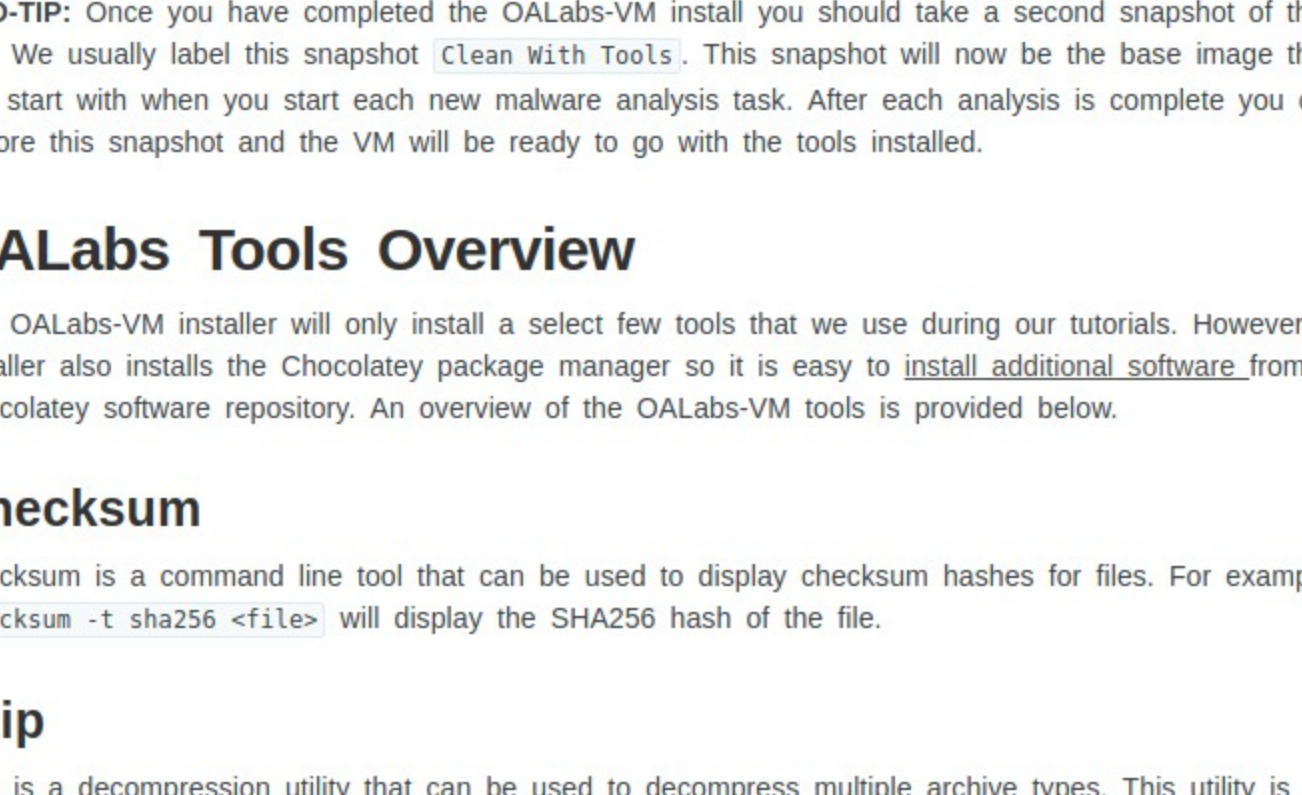 O-TIP: Once you have completed the OALabs-VM install you should take a second snapshot of th
We usually label this snapshot Clean With Tools. This snapshot will now be the base image th
start with when you start each new malware analysis task. After each analysis is complete you c
ore this snapshot and the VM will be ready to go with the tools installed.
ALabs Tools Overview
OALabs-VM installer will only install a select few tools that we use during our tutorials. However
aller also installs the Chocolatey package manager so it is easy to install additional software from
colatey software repository. An overview of the OALabs-VM tools is provided below.
hecksum
cksum is a command line tool that can be used to display checksum hashes for files. For examp
cksum -t sha256 <file> will display the SHA256 hash of the file.
ip
is a decompression utility that can be used to decompress multiple archive types. This utility is